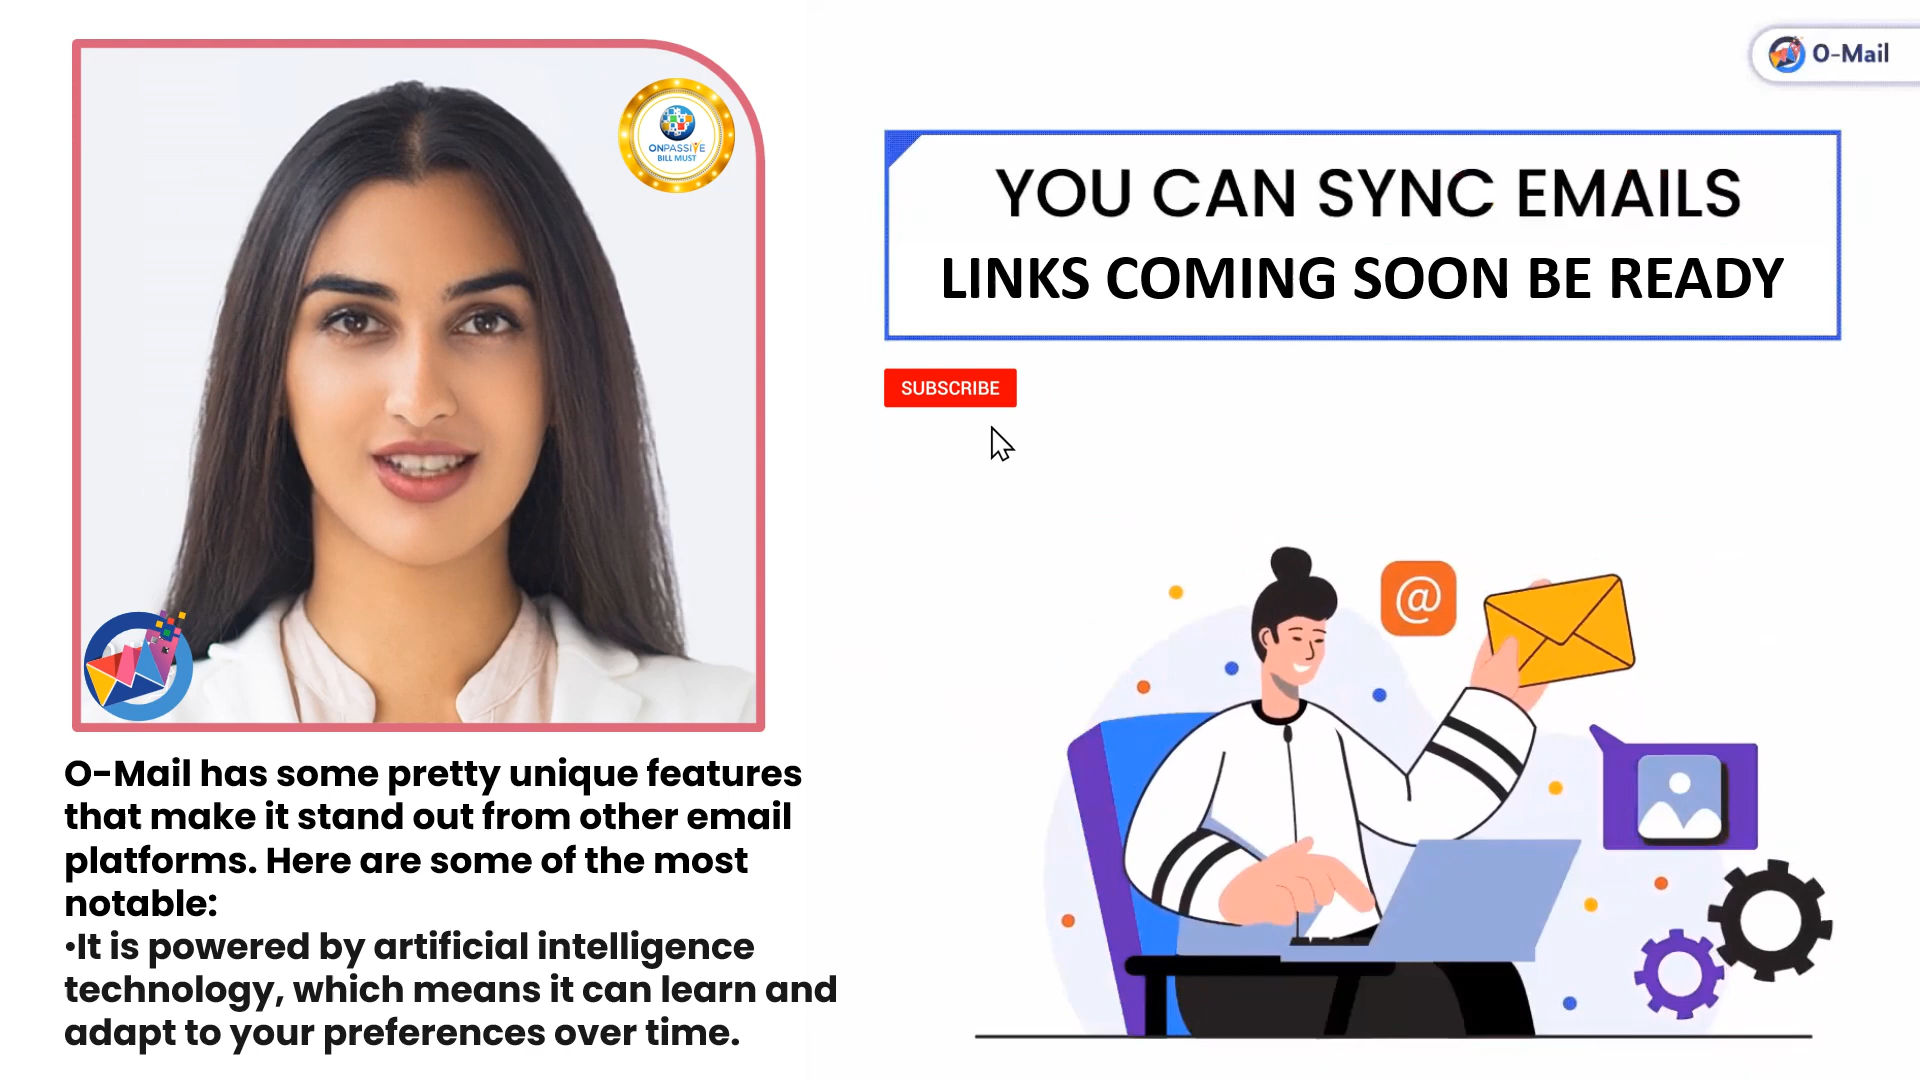 O-Mail
ONPASSIVE
BILL MUST
YOU CAN SYNC EMAILS
LINKS COMING SOON BE READY
SUBSCRIBE
@
O-Mail has some pretty unique features
that make it stand out from other email
platforms. Here are some of the most
notable:
•It is powered by artificial intelligence
technology, which means it can learn and
adapt to your preferences over time.